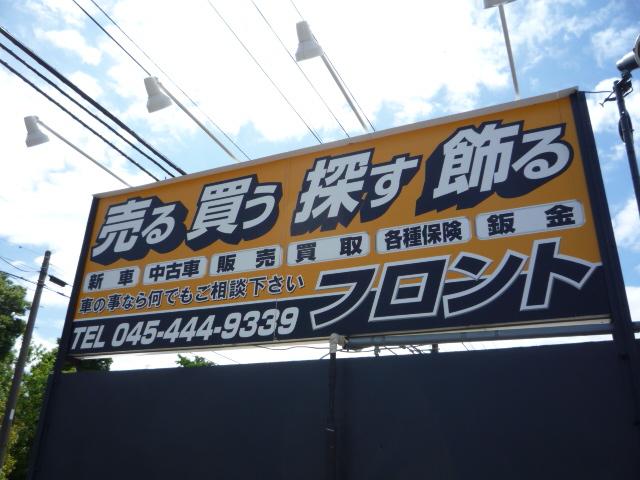 売る 買う 探す 飾る
新車 中古車 販売 買取 各種保険 鈑金
車の事なら何でもご相談下さい
フロント
TEL 045-444-9339